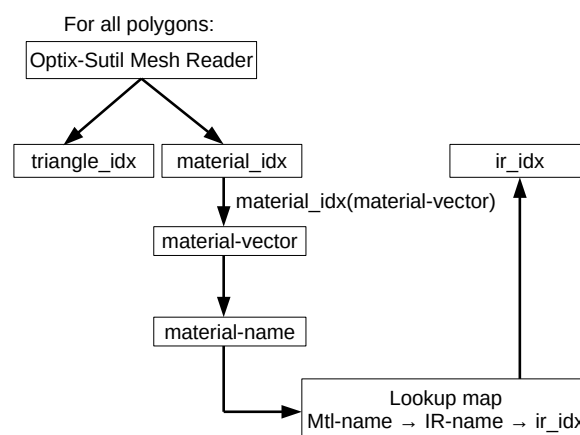 For all polygons:
Optix-Sutil Mesh Reader
triangle_idx
material_idx
ir_idx
material_idx(material-vector)
material-vector
material-name
Lookup map
Mtl-name → IR-name → ir_idx